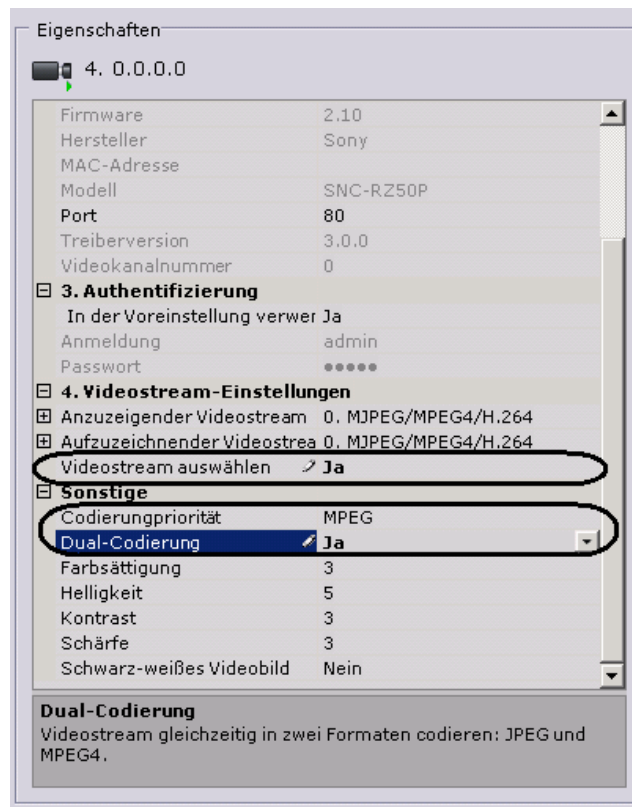 Eigenschaften
4. 0.0.0.0
Firmware 2.10
Hersteller Sony
MAC-Adresse
Modell SNC-RZ50P
Port 80
Treiberversion 3.0.0
Videokanalnummer 0
3. Authentifizierung
In der Voreinstellung verwer Ja
Anmeldung admin
Passwort •••••
4. Videostream-Einstellungen
Anzuzeigender Videostream 0. MJPEG/MPEG4/H.264
Aufzuzeichnender Videostrea 0. MJPEG/MPEG4/H.264
Videostream auswählen Ja
Sonstige
Codierungpriorität MPEG
Dual-Codierung Ja
Farbsättigung 3
Helligkeit 5
Kontrast 3
Schärfe 3
Schwarz-weißes Videobild Nein
Dual-Codierung
Videostream gleichzeitig in zwei Formaten codieren: JPEG und
MPEG4.